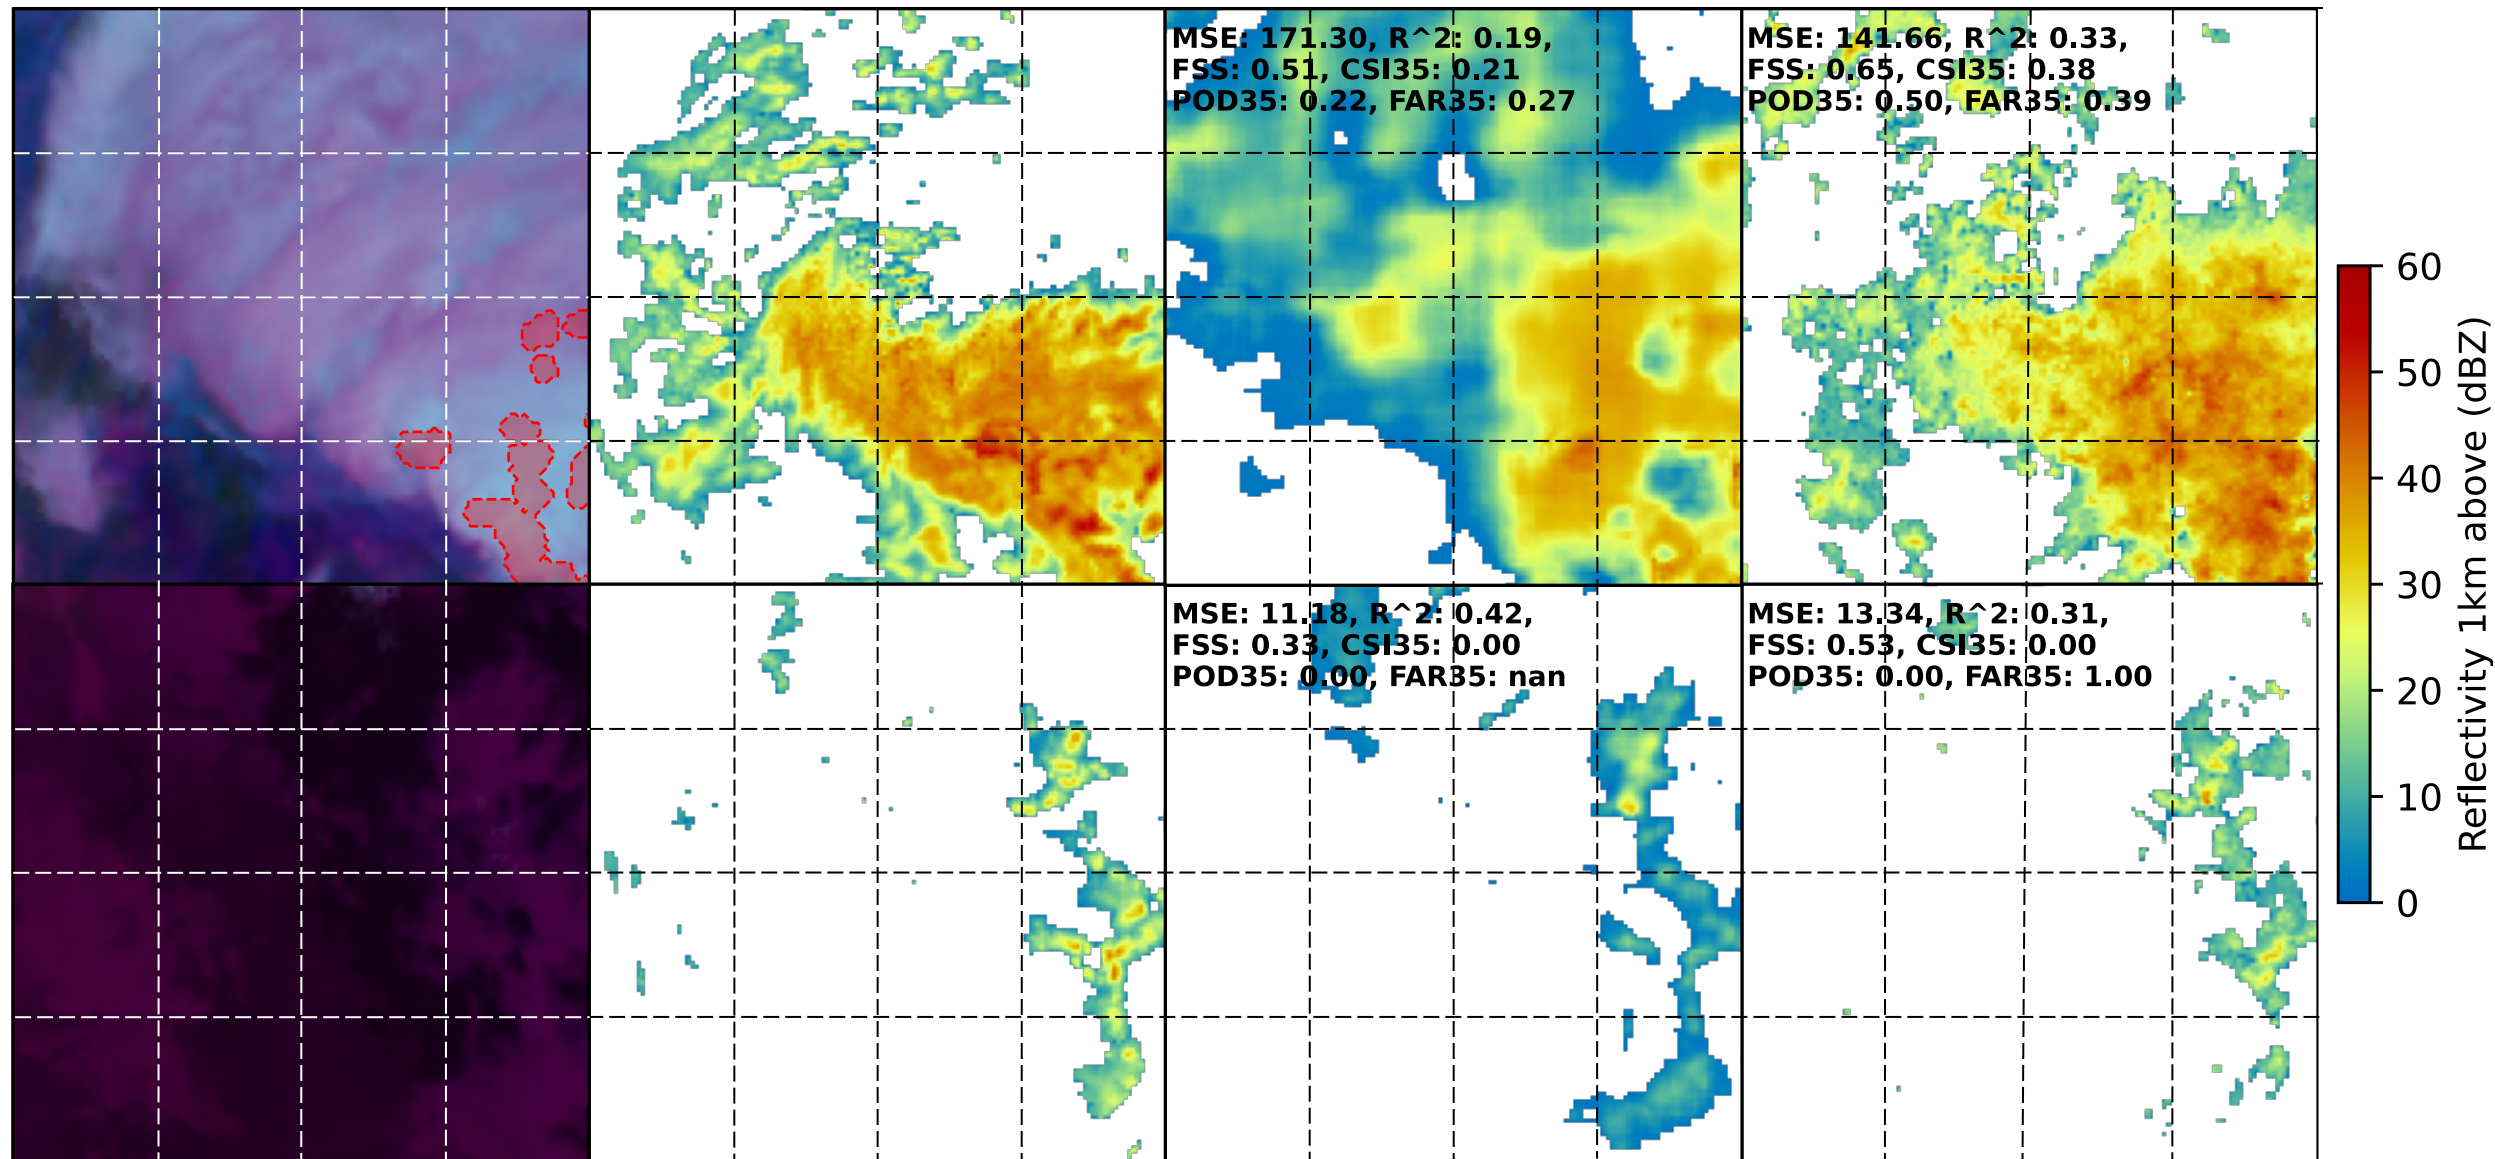 MSE: 171.30, R^2: 0.19,
FSS: 0.51, CSI35: 0.21
POD35: 0.22, FAR35: 0.27
MSE: 141.66, R^2: 0.33,
FSS: 0.65, CSI35: 0.38
POD35: 0.50, FAR35: 0.39
MSE: 11.18, R^2: 0.42,
FSS: 0.33, CSI35: 0.00
POD35: 0.00, FAR35: nan
MSE: 13.34, R^2: 0.31,
FSS: 0.53, CSI35: 0.00
POD35: 0.00, FAR35: 1.00
60
50
40
30
20
10
0
Reflectivity 1km above (dBZ)